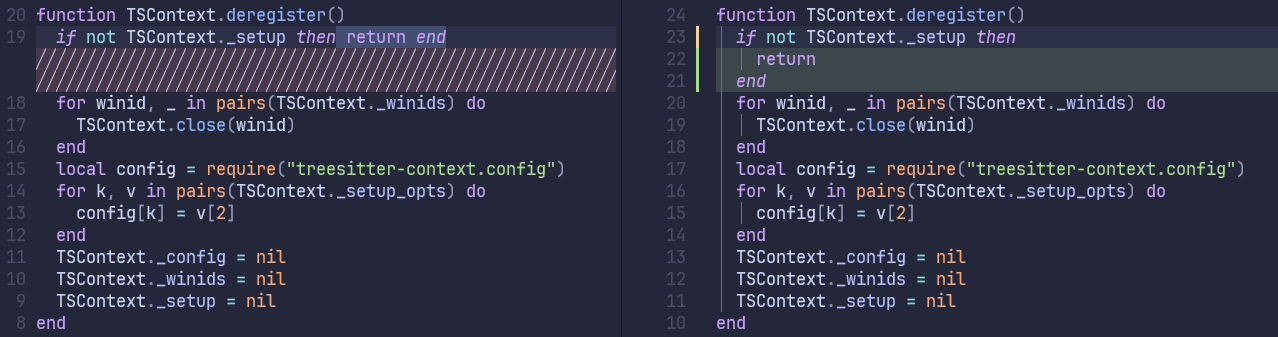 20 function TSContext.deregister()
19   if not TSContext._setup then return end
18   for winid, _ in pairs(TSContext._winids) do
17     TSContext.close(winid)
16   end
15   local config = require("treesitter-context.config")
14   for k, v in pairs(TSContext._setup_opts) do
13     config[k] = v[2]
12   end
11   TSContext._config = nil
10   TSContext._winids = nil
9   TSContext._setup = nil
8 end
24 function TSContext.deregister()
23   if not TSContext._setup then
22     return
21   end
20   for winid, _ in pairs(TSContext._winids) do
19     TSContext.close(winid)
18   end
17   local config = require("treesitter-context.config")
16   for k, v in pairs(TSContext._setup_opts) do
15     config[k] = v[2]
14   end
13   TSContext._config = nil
12   TSContext._winids = nil
11   TSContext._setup = nil
10 end